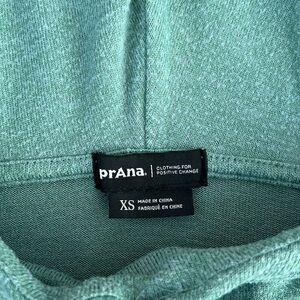 prAna. | CLOTHING FOR
POSITIVE CHANGE
XS MADE IN CHINA
FABRIQUÉ EN CHINE